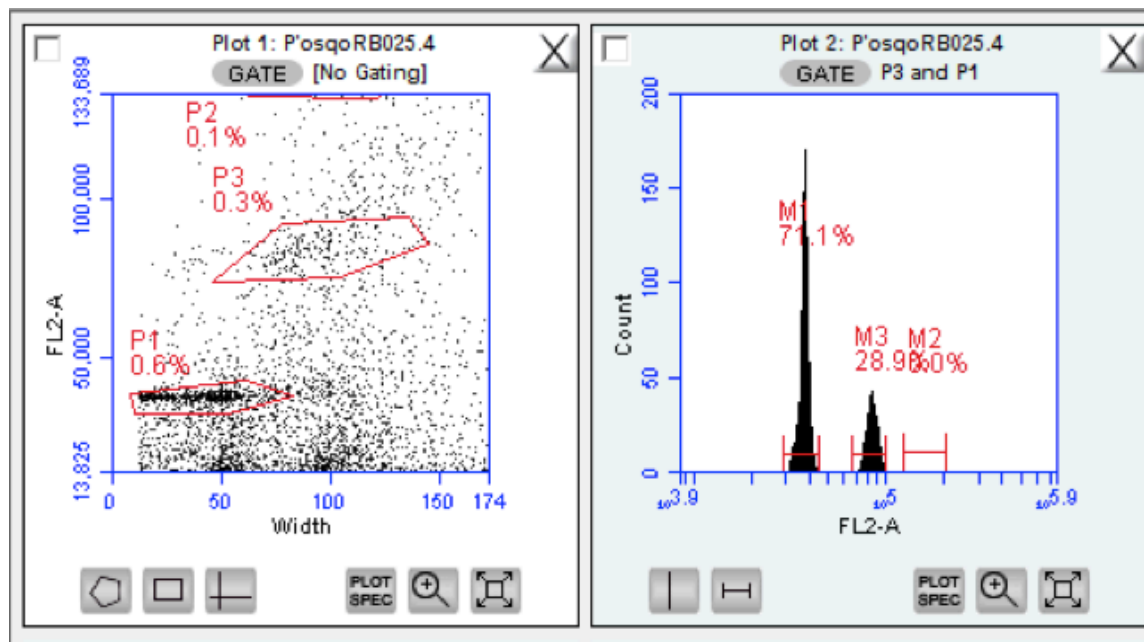 Plot 1: P'osqoRB025.4
GATE [No Gating]
133,689
100,000
50,000
13,825
FL2-A
P2
0.1%
P3
0.3%
P1
0.6%
0 50 100 150 174
Width
PLOT
SPEC
Plot 2: P'osqoRB025.4
GATE P3 and P1
200
150
100
50
0
Count
M1
71.1%
M3
28.9%
M2
0.0%
10^3.9 10^5 10^5.9
FL2-A
PLOT
SPEC